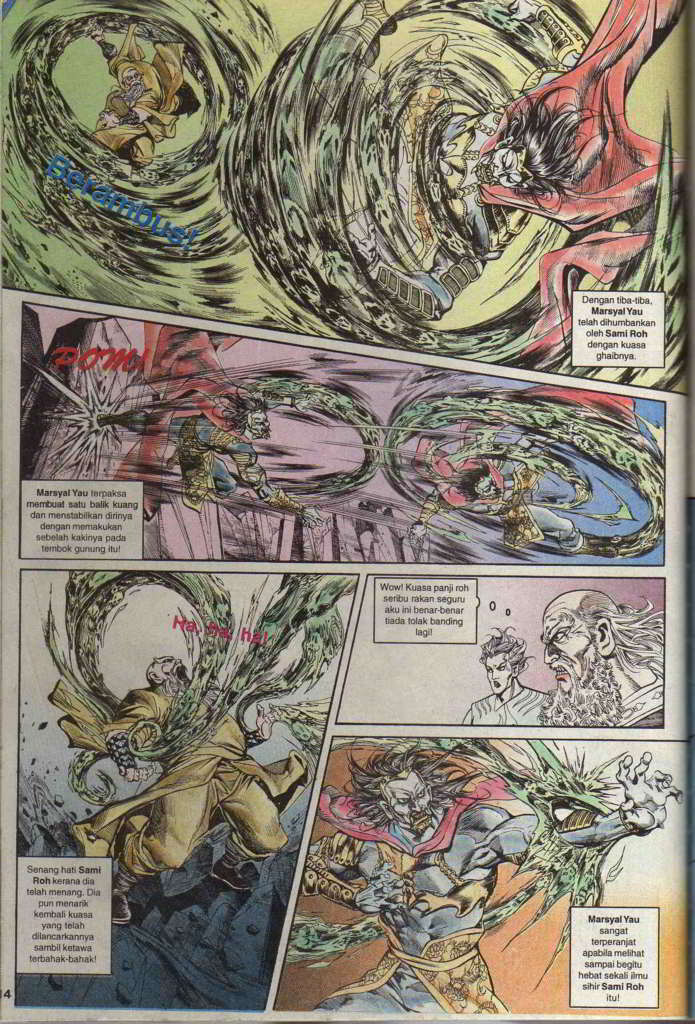 Berambus!
Dengan tiba-tiba,
Marsyal Yau
telah dihumbankan
oleh Sami Roh
dengan kuasa
ghaibnya.
POM!
Marsyal Yau terpaksa
membuat satu balik kuang
dan menstabilkan dirinya
dengan memakukan
sebelah kakinya pada
tembok gunung itu!
Ha, ha, ha!
Wow! Kuasa panji roh
seribu rakan seguru
aku ini benar-benar
tiada tolak banding
lagi!
Senang hati Sami
Roh kerana dia
telah menang. Dia
pun menarik
kembali kuasa
yang telah
dilancarkannya
sambil ketawa
terbahak-bahak!
Marsyal Yau
sangat
terperanjat
apabila melihat
sampai begitu
hebat sekali ilmu
sihir Sami Roh
itu!
14